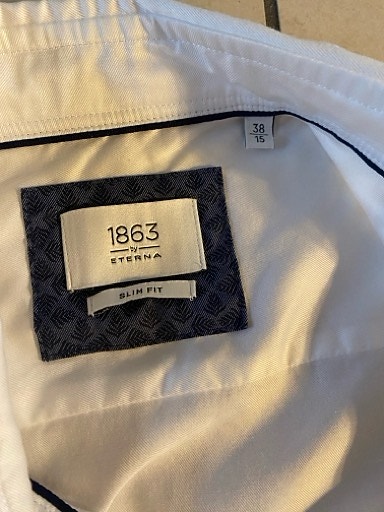 38
15
1863
by
ETERNA
SLIM FIT